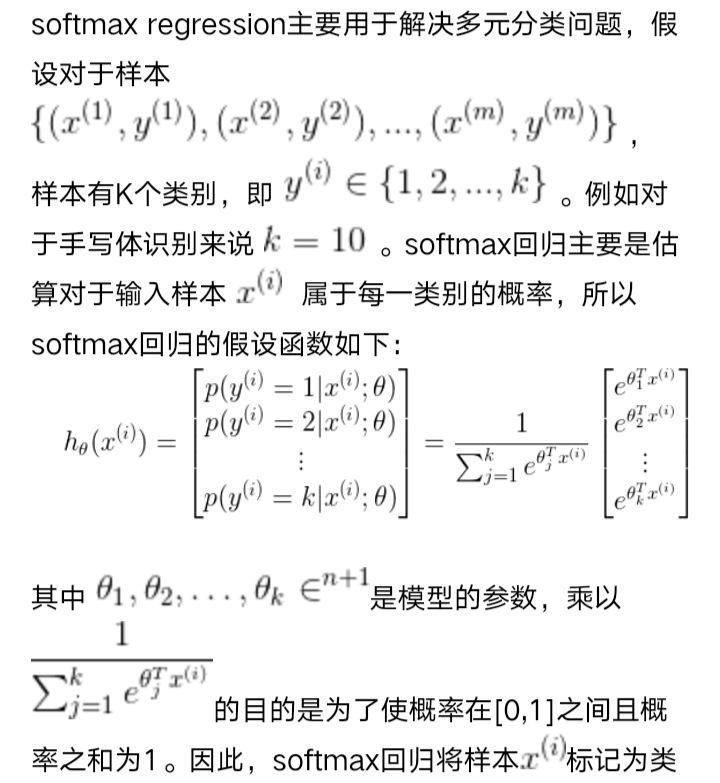 softmax regression主要用于解决多元分类问题，假
设对于样本
{(x^{(1)}, y^{(1)}), (x^{(2)}, y^{(2)}), ..., (x^{(m)}, y^{(m)})}，
样本有K个类别，即 y^{(i)} ∈ {1, 2, ..., k} 。例如对
于手写体识别来说 k = 10 。softmax回归主要是估
算对于输入样本 x^{(i)} 属于每一类别的概率，所以
softmax回归的假设函数如下：
h_θ(x^{(i)}) = [p(y^{(i)} = 1|x^{(i)}; θ) p(y^{(i)} = 2|x^{(i)}; θ) ⋮ p(y^{(i)} = k|x^{(i)}; θ)] = 1 / ∑_{j=1}^{k} e^{θ_j^T x^{(i)}} [e^{θ_1^T x^{(i)}} e^{θ_2^T x^{(i)}} ⋮ e^{θ_k^T x^{(i)}}]
其中 θ_1, θ_2, . . . , θ_k ∈^{n+1}是模型的参数，乘以
1 / ∑_{j=1}^{k} e^{θ_j^T x^{(i)}} 的目的是为了使概率在[0,1]之间且概
率之和为1。因此，softmax回归将样本x^{(i)}标记为类